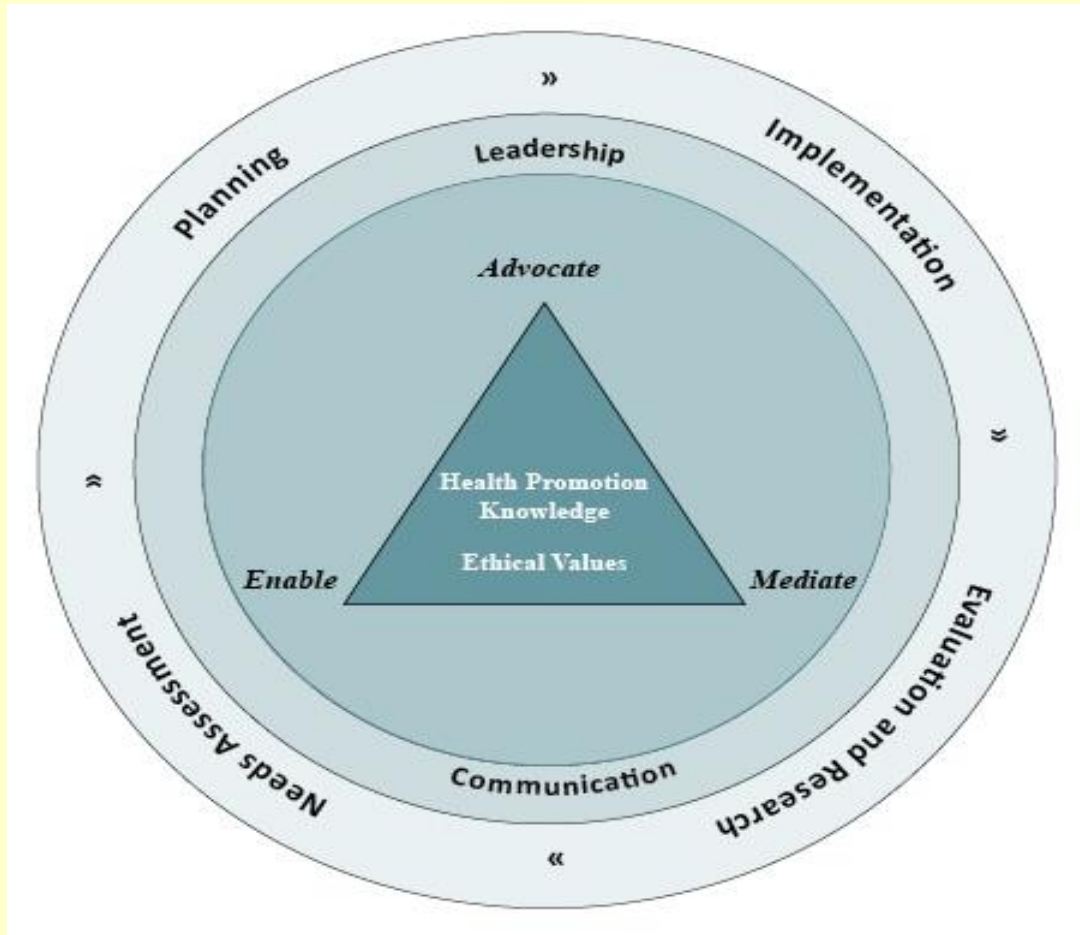 »
Planning
Implementation
Leadership
Advocate
»
»
Health Promotion
Knowledge
Ethical Values
Enable
Mediate
Needs Assessment
Evaluation and Research
Communication
«